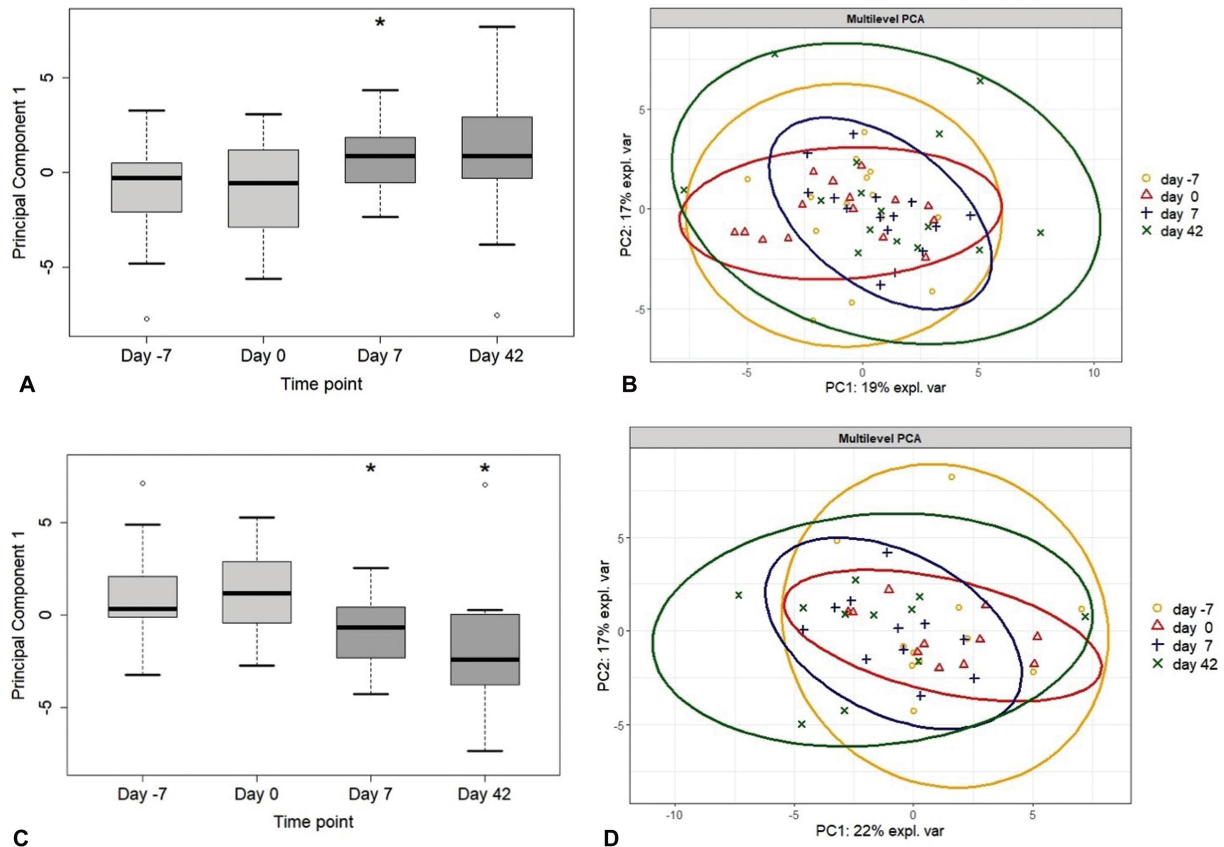 *
5
0
-5
Principal Component 1
Day -7 Day 0 Day 7 Day 42
Time point
A
Multilevel PCA
5
0
-5
PC2: 17% expl. var
-5 0 5 10
PC1: 19% expl. var
B
day -7
day 0
day 7
day 42
* *
5
0
-5
Principal Component 1
Day -7 Day 0 Day 7 Day 42
Time point
C
Multilevel PCA
5
0
-5
PC2: 17% expl. var
-10 -5 0 5
PC1: 22% expl. var
D
day -7
day 0
day 7
day 42